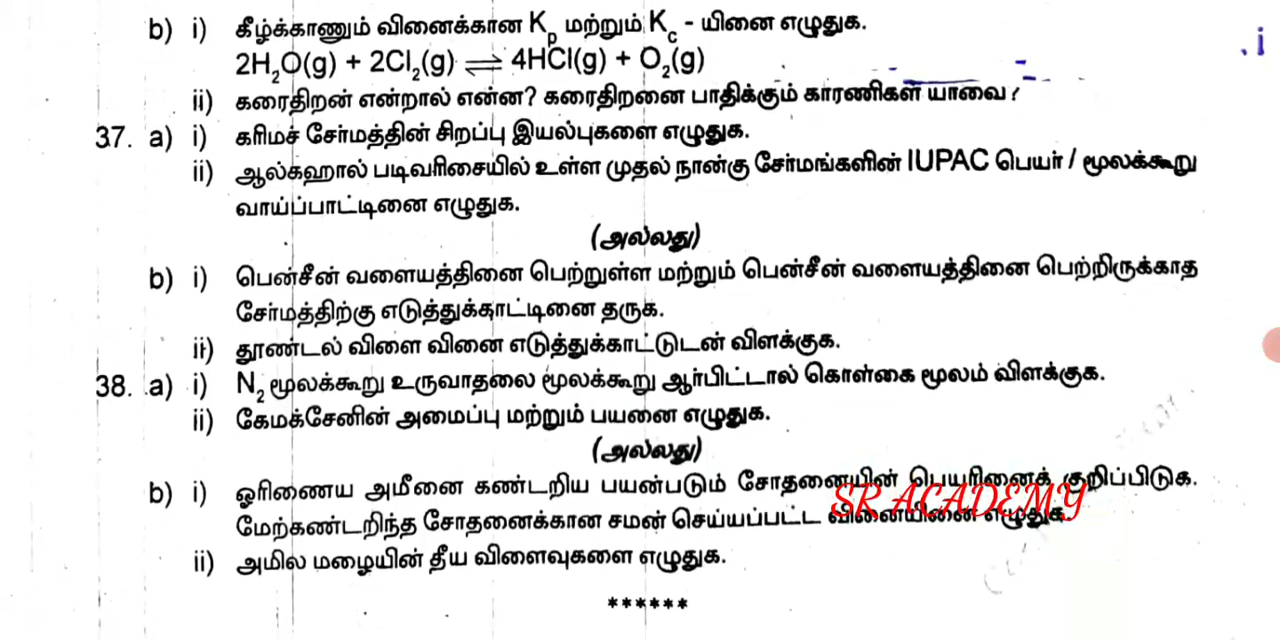 b) i) கீழ்க்காணும் வினைக்கான Kp மற்றும் Kc - யினை எழுதுக.
2H2O(g) + 2Cl2(g) ⇌ 4HCl(g) + O2(g)
.i
ii) கரைதிறன் என்றால் என்ன? கரைதிறனை பாதிக்கும் காரணிகள் யாவை?
37. a) i) கரிமச் சேர்மத்தின் சிறப்பு இயல்புகளை எழுதுக.
ii) ஆல்கஹால் படிவரிசையில் உள்ள முதல் நான்கு சேர்மங்களின் IUPAC பெயர் / மூலக்கூறு
வாய்ப்பாட்டினை எழுதுக.
(அல்லது)
b) i) பென்சீன் வளையத்தினை பெற்றுள்ள மற்றும் பென்சீன் வளையத்தினை பெற்றிருக்காத
சேர்மத்திற்கு எடுத்துக்காட்டினை தருக.
ii) தூண்டல் விளைவினை எடுத்துக்காட்டுடன் விளக்குக.
38. a) i) N2 மூலக்கூறு உருவாதலை மூலக்கூறு ஆர்பிட்டால் கொள்கை மூலம் விளக்குக.
ii) கேமக்சேனின் அமைப்பு மற்றும் பயனை எழுதுக.
(அல்லது)
b) i) ஓரிணைய அமீனை கண்டறிய பயன்படும் சோதனையின் பெயரினைக் குறிப்பிடுக.
SR ACADEMY
மேற்கண்டறிந்த சோதனைக்கான சமன் செய்யப்பட்ட வினையினை எழுதுக
ii) அமில மழையின் தீய விளைவுகளை எழுதுக.
******